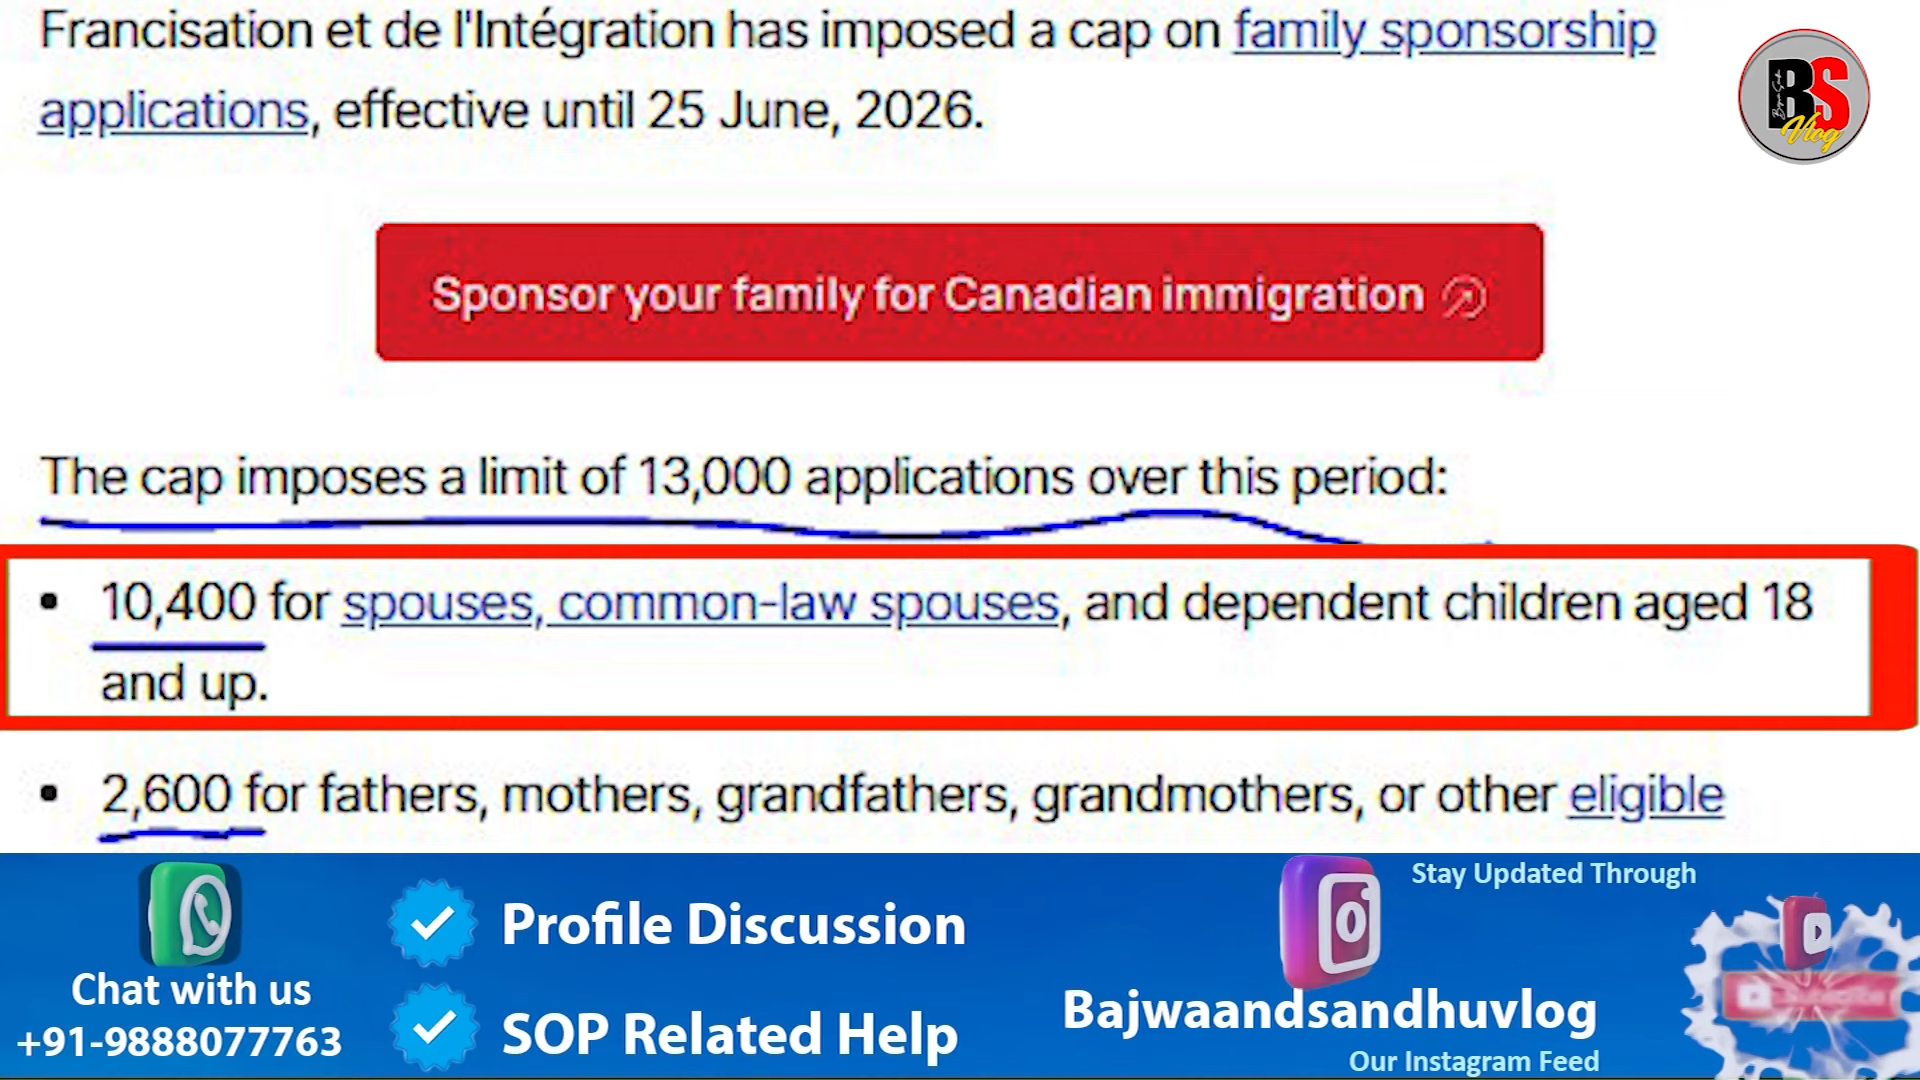 Francisation et de l'Intégration has imposed a cap on family sponsorship
applications, effective until 25 June, 2026.
BS
Vlog
Sponsor your family for Canadian immigration
The cap imposes a limit of 13,000 applications over this period:
• 10,400 for spouses, common-law spouses, and dependent children aged 18
and up.
• 2,600 for fathers, mothers, grandfathers, grandmothers, or other eligible
Chat with us
+91-9888077763
Profile Discussion
SOP Related Help
Stay Updated Through
Bajwaandsandhuvlog
Our Instagram Feed